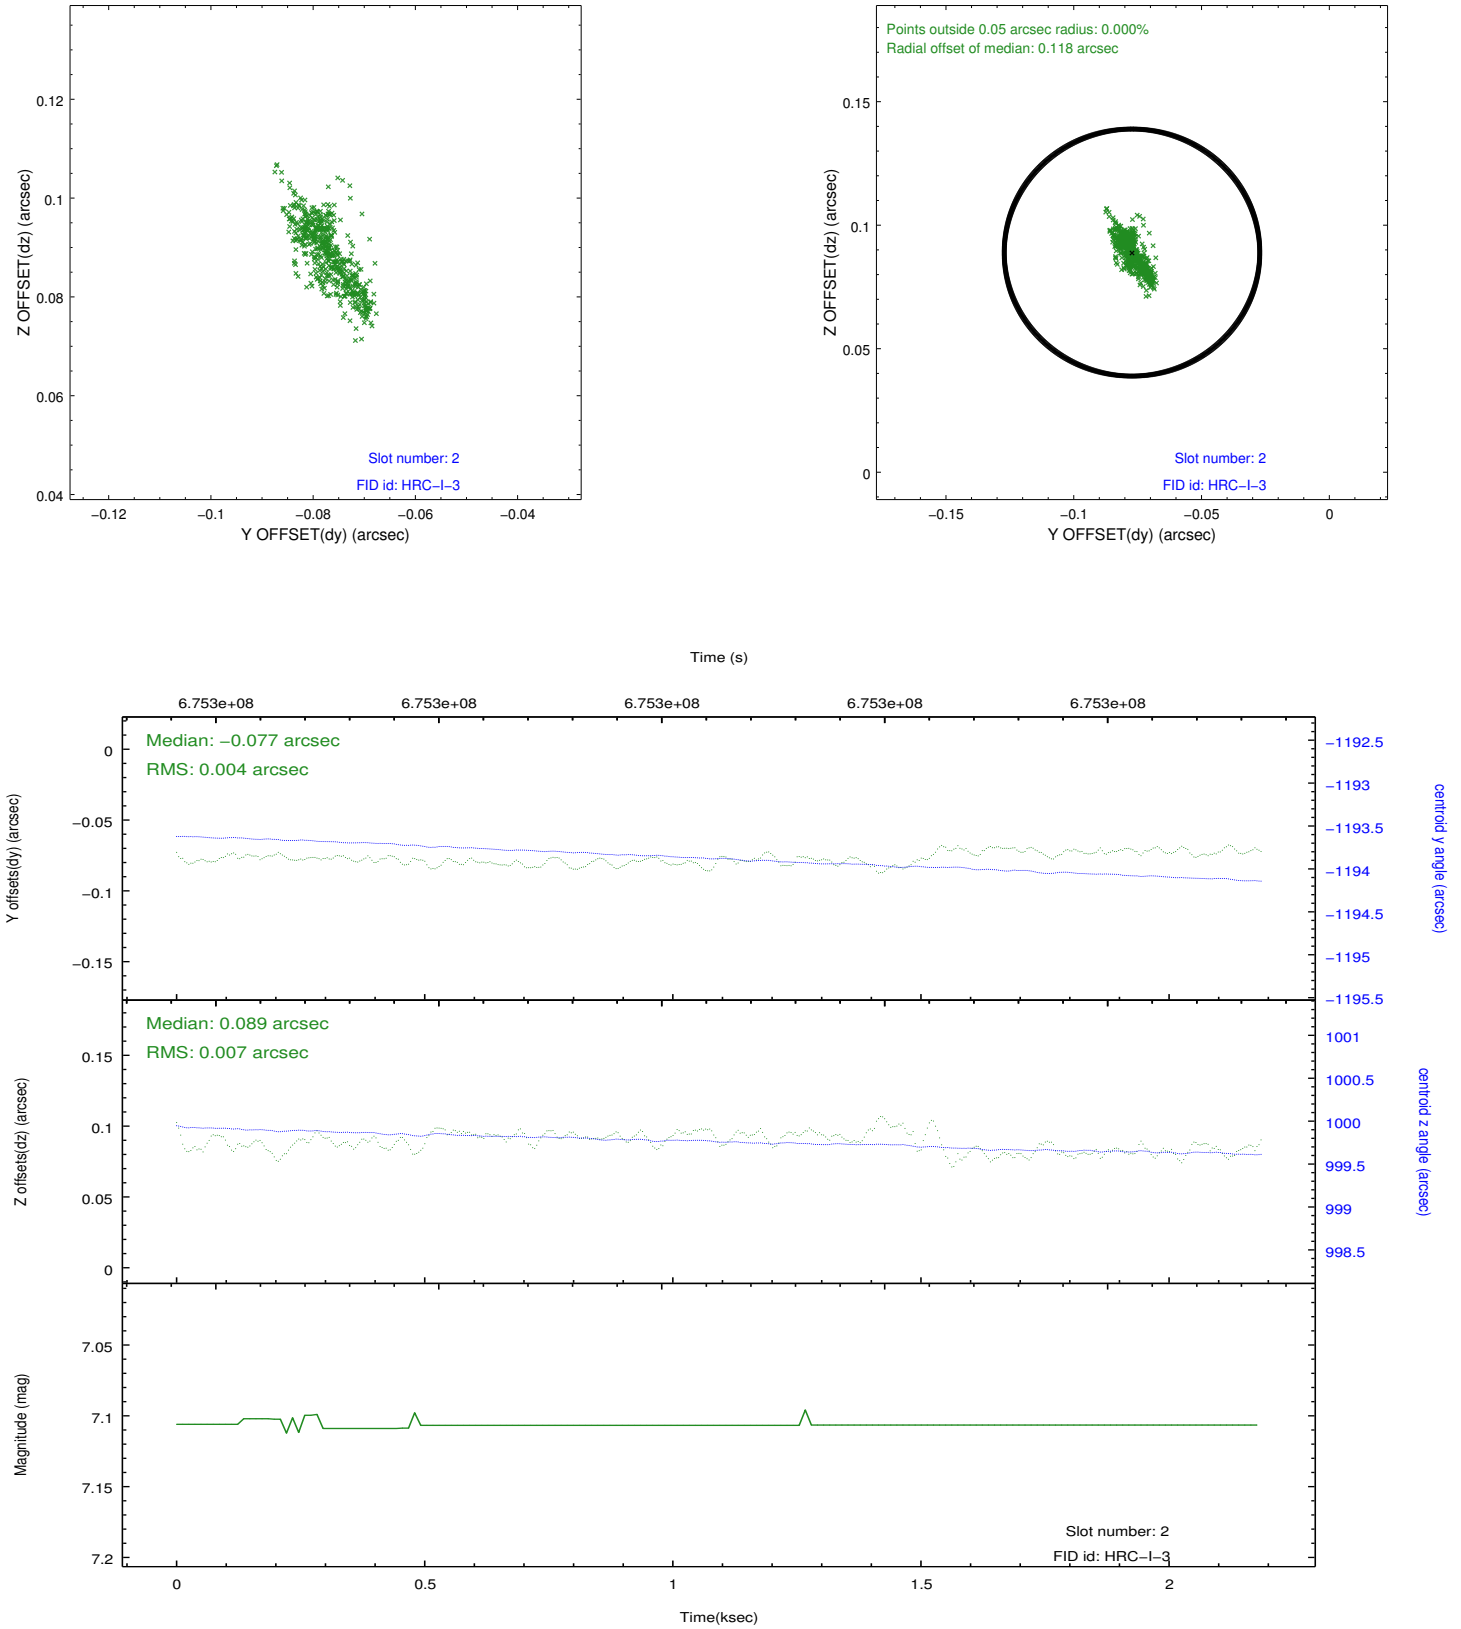 0.12
0.1
0.08
0.06
0.04
Z OFFSET(dz) (arcsec)
Slot number: 2
FID id: HRC−I−3
−0.12 −0.1 −0.08 −0.06 −0.04
Y OFFSET(dy) (arcsec)
Points outside 0.05 arcsec radius: 0.000%
Radial offset of median: 0.118 arcsec
0.15
0.1
0.05
0
Z OFFSET(dz) (arcsec)
Slot number: 2
FID id: HRC−I−3
−0.15 −0.1 −0.05 0
Y OFFSET(dy) (arcsec)
Time (s)
6.753e+08 6.753e+08 6.753e+08 6.753e+08 6.753e+08
Median: −0.077 arcsec
RMS: 0.004 arcsec
0
−0.05
−0.1
−0.15
Y offsets(dy) (arcsec)
−1192.5
−1193
−1193.5
−1194
−1194.5
−1195
−1195.5
centroid y angle (arcsec)
Median: 0.089 arcsec
RMS: 0.007 arcsec
0.15
0.1
0.05
0
Z offsets(dz) (arcsec)
1001
1000.5
1000
999.5
999
998.5
centroid z angle (arcsec)
7.05
7.1
7.15
7.2
Magnitude (mag)
Slot number: 2
FID id: HRC−I−3
0 0.5 1 1.5 2
Time(ksec)